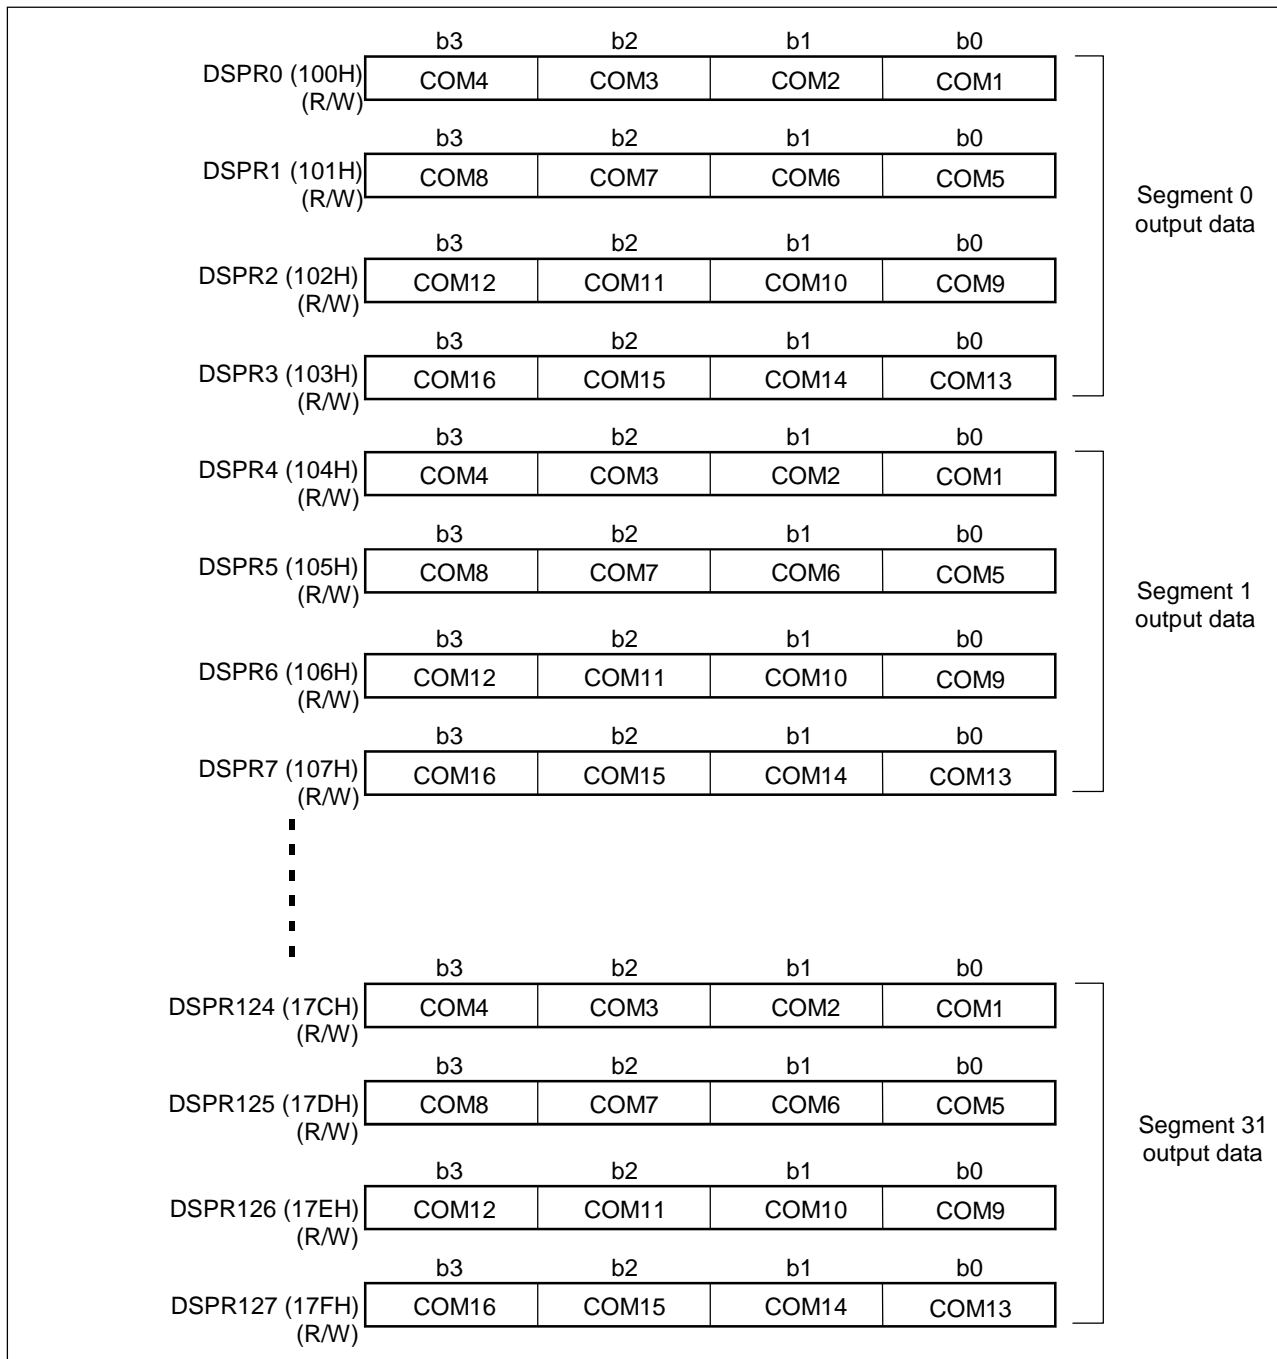 b3 b2 b1 b0
DSPR0 (100H) COM4 COM3 COM2 COM1
(R/W)
b3 b2 b1 b0
DSPR1 (101H) COM8 COM7 COM6 COM5
(R/W)
Segment 0
output data
b3 b2 b1 b0
DSPR2 (102H) COM12 COM11 COM10 COM9
(R/W)
b3 b2 b1 b0
DSPR3 (103H) COM16 COM15 COM14 COM13
(R/W)
b3 b2 b1 b0
DSPR4 (104H) COM4 COM3 COM2 COM1
(R/W)
b3 b2 b1 b0
DSPR5 (105H) COM8 COM7 COM6 COM5
(R/W)
Segment 1
output data
b3 b2 b1 b0
DSPR6 (106H) COM12 COM11 COM10 COM9
(R/W)
b3 b2 b1 b0
DSPR7 (107H) COM16 COM15 COM14 COM13
(R/W)
b3 b2 b1 b0
DSPR124 (17CH) COM4 COM3 COM2 COM1
(R/W)
b3 b2 b1 b0
DSPR125 (17DH) COM8 COM7 COM6 COM5
(R/W)
Segment 31
output data
b3 b2 b1 b0
DSPR126 (17EH) COM12 COM11 COM10 COM9
(R/W)
b3 b2 b1 b0
DSPR127 (17FH) COM16 COM15 COM14 COM13
(R/W)